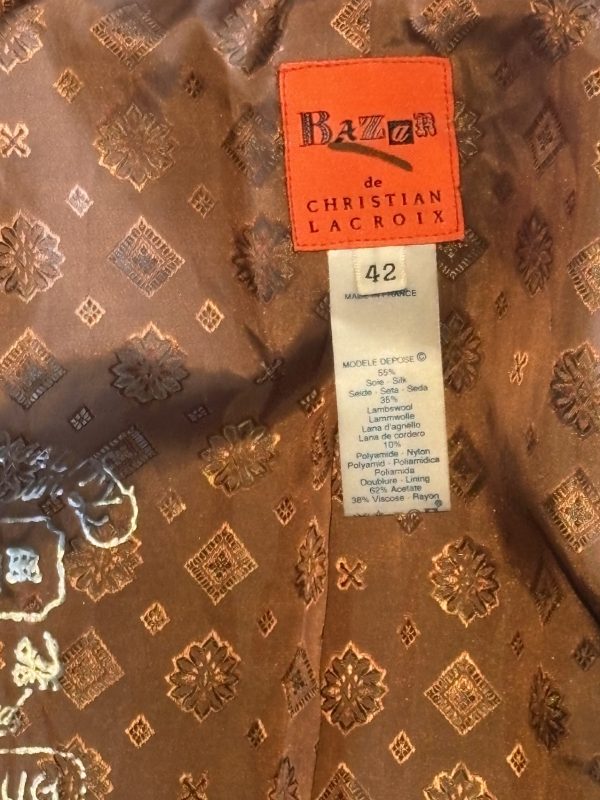 BAZAR
de
CHRISTIAN
LACROIX
42
MADE IN FRANCE
MODELE DEPOSE ©
55%
Soie - Silk
Seide - Seta - Seda
35%
Lambswool
Lammwolle
Lana d'agnello
Lana de cordero
10%
Polyamide - Nylon
Polyamid - Poliamidica
Poliamida
Doublure - Lining
62% Acetate
38% Viscose - Rayon